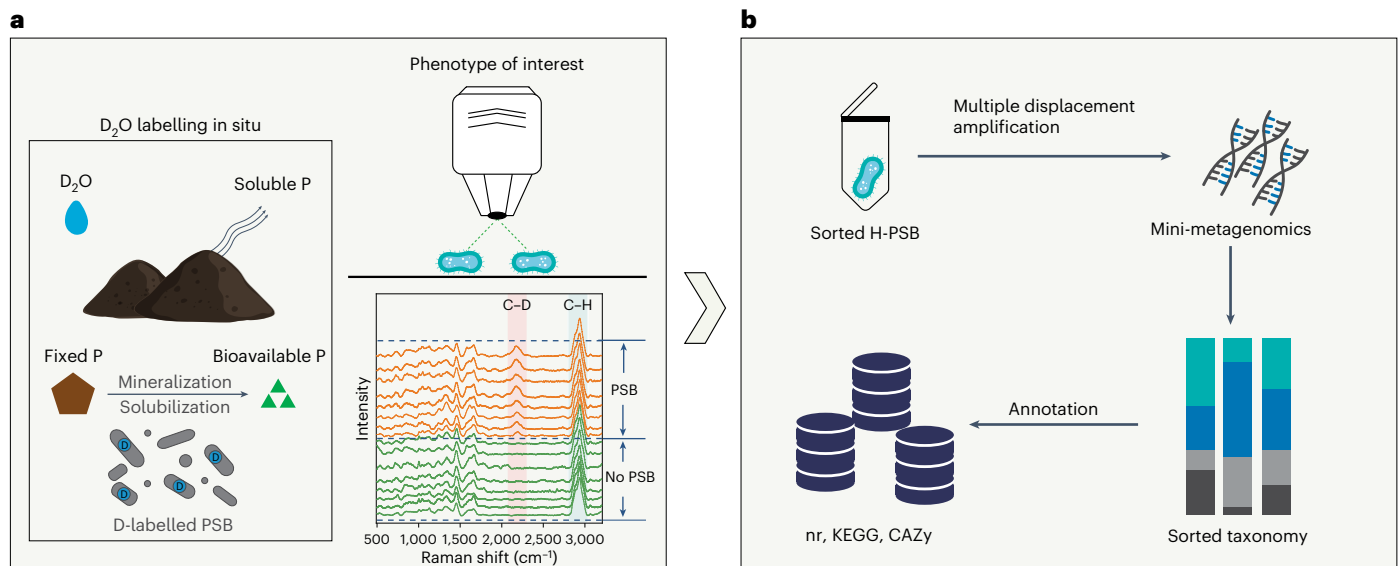 a
Phenotype of interest
D₂O labelling in situ
D₂O
Soluble P
Fixed P
Bioavailable P
Mineralization
Solubilization
D
D
D
D
D-labelled PSB
C–D
C–H
Intensity
PSB
No PSB
500 1,000 1,500 2,000 2,500 3,000
Raman shift (cm⁻¹)
b
Multiple displacement
amplification
Sorted H-PSB
Mini-metagenomics
Annotation
nr, KEGG, CAZy
Sorted taxonomy